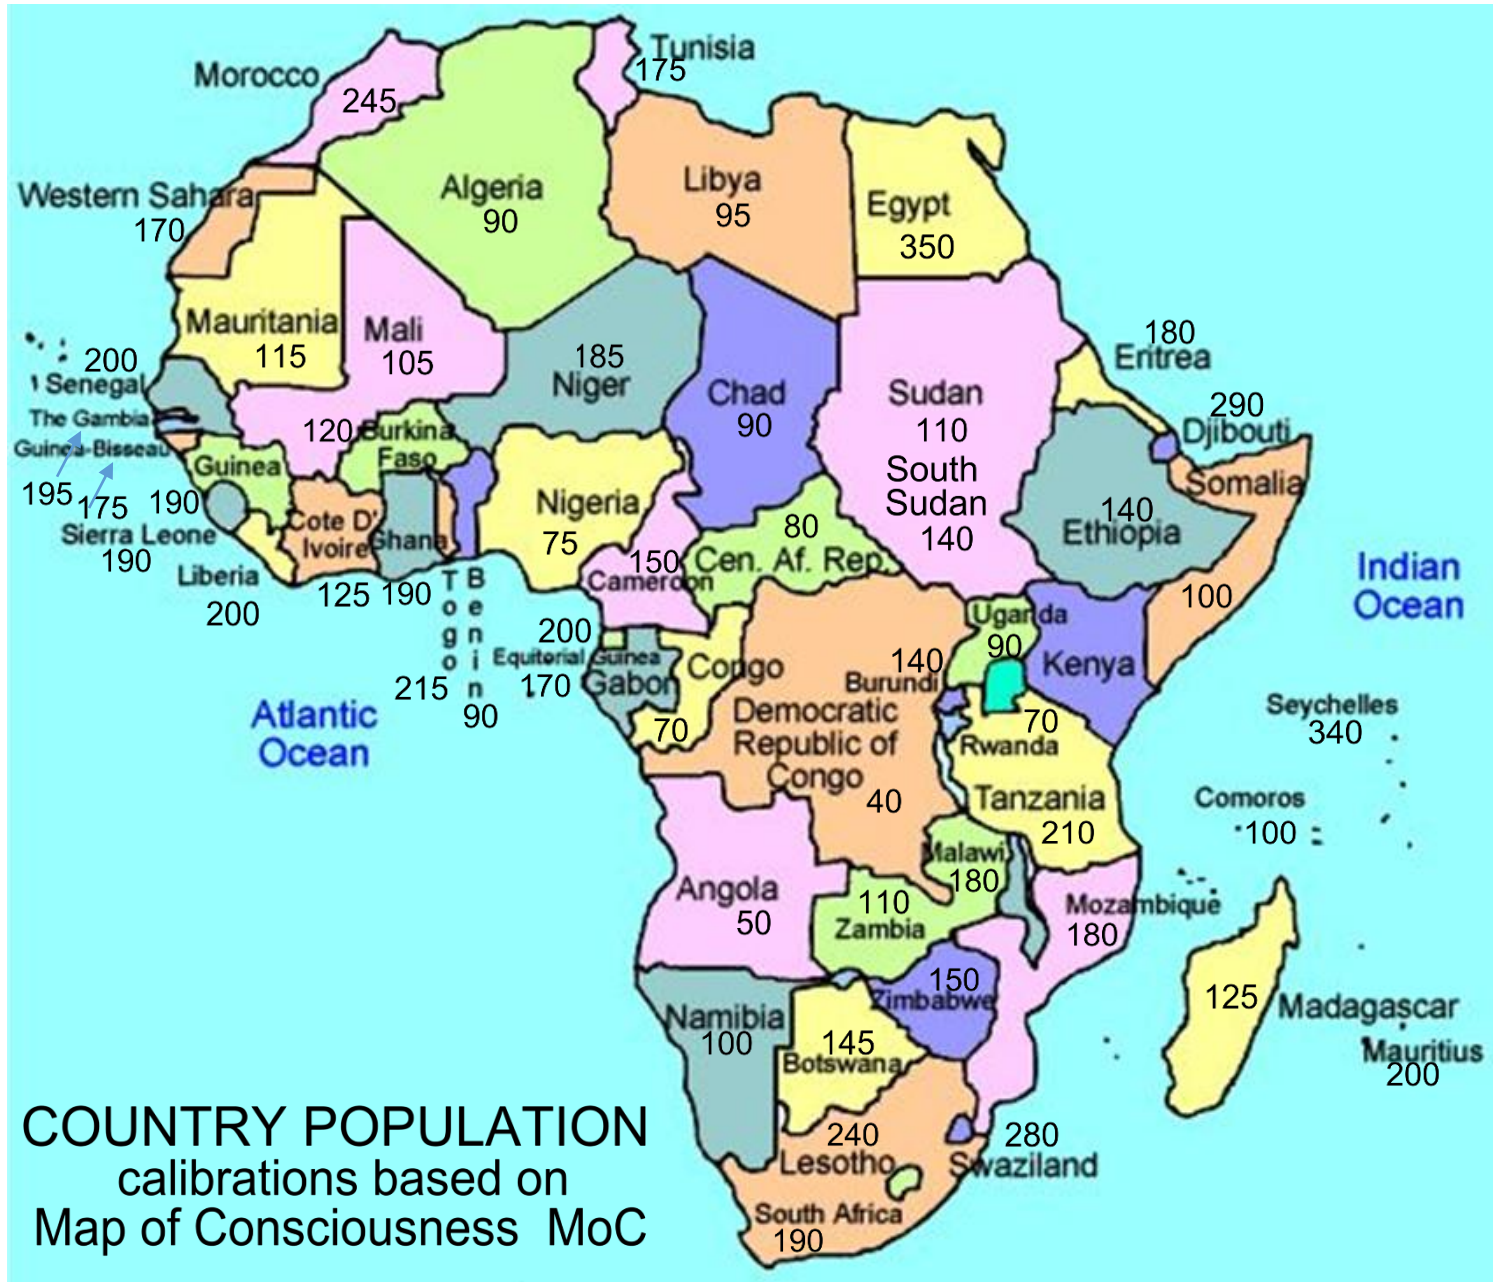 Tunisia
175
Morocco
245
Algeria
90
Libya
95
Egypt
350
Western Sahara
170
Mauritania
115
Mali
105
185
Niger
Chad
90
Sudan
110
South
Sudan
140
180
Eritrea
290
Djibouti
Somalia
100
140
Ethiopia
200
Senegal
The Gambia
Guinea-Bisseau
195
175
190
Guinea
Sierra Leone
190
Liberia
200
120
Burkina
Faso
Cote D'
Ivoire
125
Ghana
190
Togo
215
Benin
90
Nigeria
75
150
Cameroon
80
Cen. Af. Rep.
200
Equitorial Guinea
170
Gabon
Congo
70
Democratic
Republic of
Congo
40
140
Burundi
Uganda
90
Kenya
70
Rwanda
Tanzania
210
Indian
Ocean
Atlantic
Ocean
Seychelles
340
Comoros
100
Angola
50
Malawi
180
110
Zambia
Mozambique
180
150
Zimbabwe
Namibia
100
145
Botswana
125
Madagascar
Mauritius
200
240
Lesotho
280
Swaziland
South Africa
190
COUNTRY POPULATION
calibrations based on
Map of Consciousness MoC